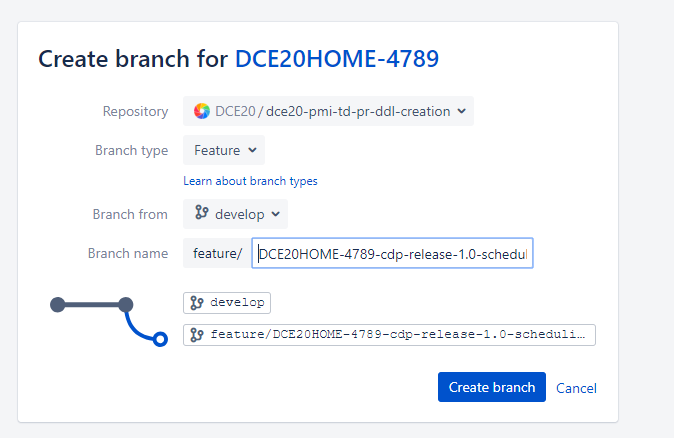 Create branch for DCE20HOME-4789
Repository DCE20 / dce20-pmi-td-pr-ddl-creation
Branch type Feature
Learn about branch types
Branch from develop
Branch name feature/ DCE20HOME-4789-cdp-release-1.0-schedul
develop
feature/DCE20HOME-4789-cdp-release-1.0-scheduli...
Create branch Cancel